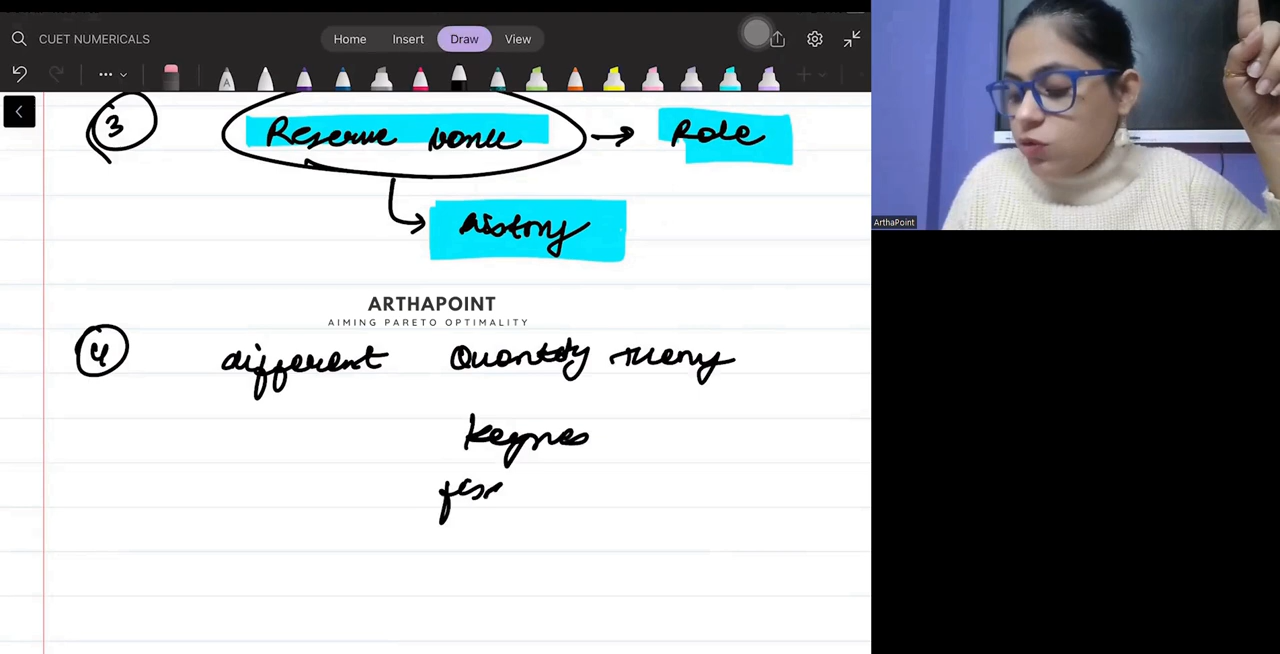 CUET NUMERICALS
Home Insert Draw View
3 Reserve bank → Role
History
ArthaPoint
ARTHAPOINT
AIMING PARETO OPTIMALITY
4 different Quantity theory
keynes